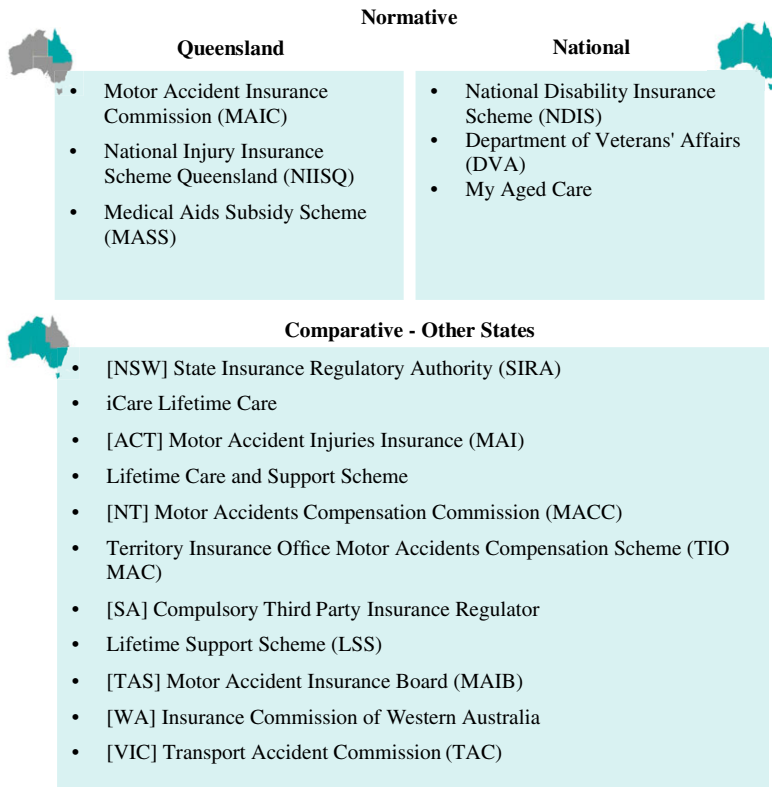 Normative
Queensland
• Motor Accident Insurance
Commission (MAIC)
• National Injury Insurance
Scheme Queensland (NIISQ)
• Medical Aids Subsidy Scheme
(MASS)
National
• National Disability Insurance
Scheme (NDIS)
• Department of Veterans' Affairs
(DVA)
• My Aged Care
Comparative - Other States
• [NSW] State Insurance Regulatory Authority (SIRA)
• iCare Lifetime Care
• [ACT] Motor Accident Injuries Insurance (MAI)
• Lifetime Care and Support Scheme
• [NT] Motor Accidents Compensation Commission (MACC)
• Territory Insurance Office Motor Accidents Compensation Scheme (TIO
MAC)
• [SA] Compulsory Third Party Insurance Regulator
• Lifetime Support Scheme (LSS)
• [TAS] Motor Accident Insurance Board (MAIB)
• [WA] Insurance Commission of Western Australia
• [VIC] Transport Accident Commission (TAC)